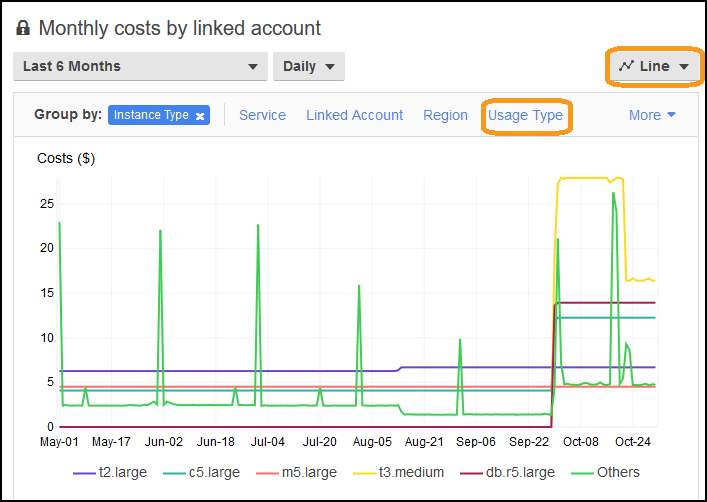 Monthly costs by linked account
Last 6 Months Daily Line
Group by: Instance Type × Service Linked Account Region Usage Type More
Costs ($)
25
20
15
10
5
0
May-01 May-17 Jun-02 Jun-18 Jul-04 Jul-20 Aug-05 Aug-21 Sep-06 Sep-22 Oct-08 Oct-24
t2.large c5.large m5.large t3.medium db.r5.large Others